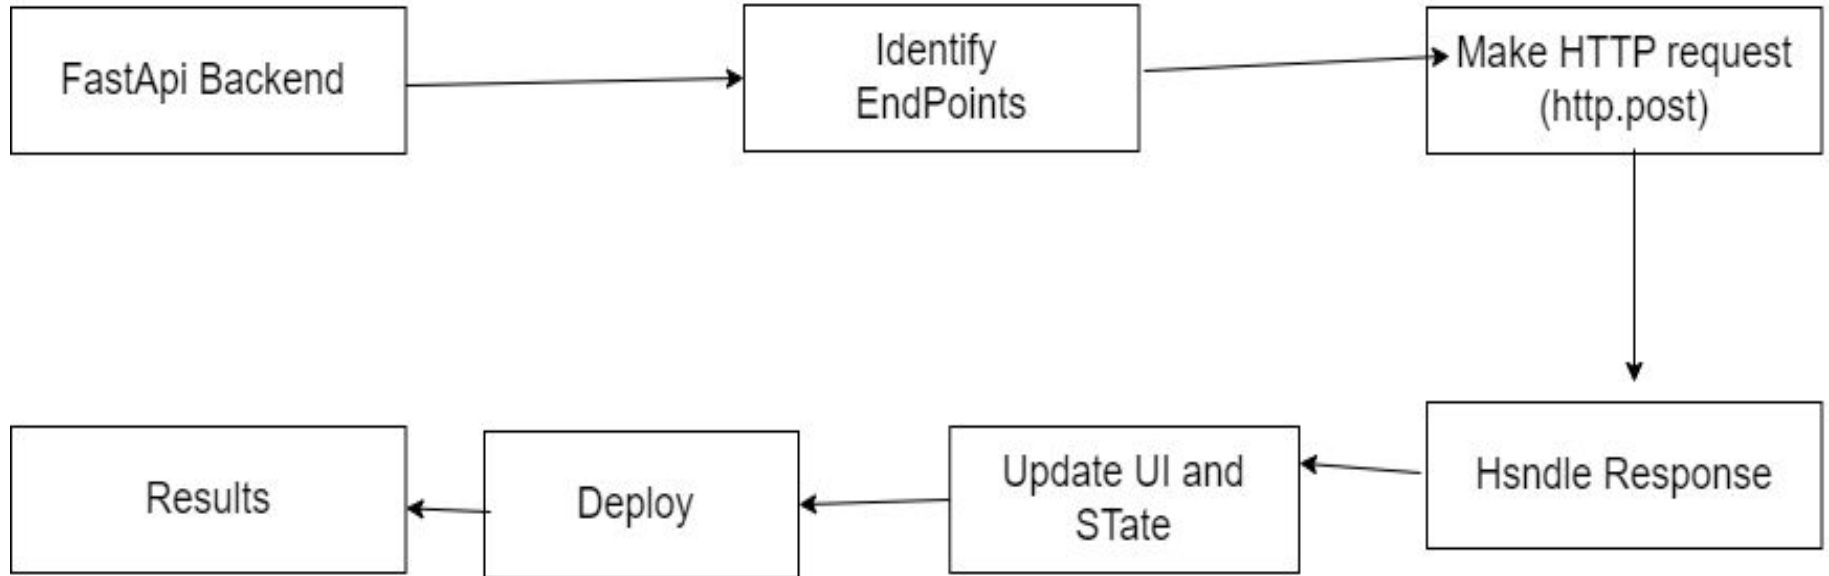 FastApi Backend
Identify
EndPoints
Make HTTP request
(http.post)
Hsndle Response
Update UI and
STate
Deploy
Results